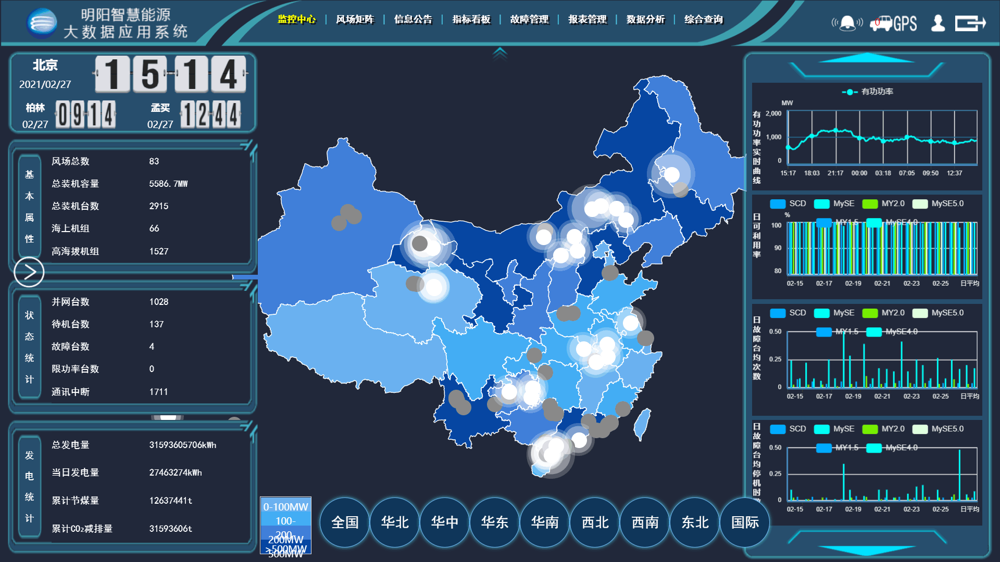 明阳智慧能源
大数据应用系统
监控中心 | 风场矩阵 | 信息公告 | 指标看板 | 故障管理 | 报表管理 | 数据分析 | 综合查询
0 GPS
北京
2021/02/27
15 14
柏林
02/27
09 14
孟买
02/27
12 44
基本属性
风场总数 83
总装机容量 5586.7MW
总装机台数 2915
海上机组 66
高海拔机组 1527
状态统计
并网台数 1028
待机台数 137
故障台数 4
限功率台数 0
通讯中断 1711
发电统计
总发电量 31593605706kWh
当日发电量 27463274kWh
累计节煤量 12637441t
累计CO₂减排量 31593606t
0-100MW
100-
200MW
200-
500MW
>500MW
全国 华北 华中 华东 华南 西北 西南 东北 国际
有功功率实时曲线
有功功率
MW
2,000
1,000
0
15:17 18:03 21:17 00:00 03:18 07:05 09:50 12:37
日可利用率
SCD MySE MY2.0 MySE5.0
MY1.5 MySE4.0
%
100
90
80
02-15 02-17 02-19 02-21 02-23 02-25 日平均
日故障台均次数
SCD MySE MY2.0 MySE5.0
MY1.5 MySE4.0
0.50
0.25
0
02-15 02-17 02-19 02-21 02-23 02-25 日平均
日故障台均停机时数
SCD MySE MY2.0 MySE5.0
MY1.5 MySE4.0
0.50
0.25
0
02-15 02-17 02-19 02-21 02-23 02-25 日平均